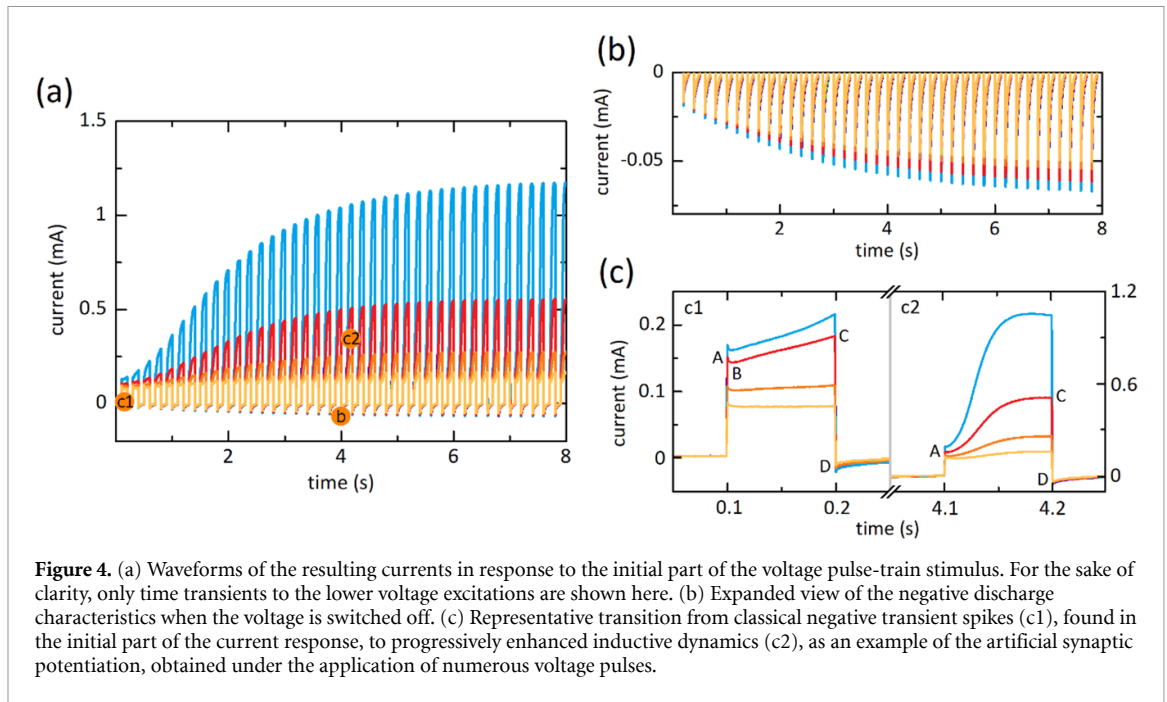 (a)
current (mA)
1.5
1
0.5
0
c1
c2
b
2
4
6
8
time (s)
(b)
current (mA)
0
-0.05
2
4
6
8
time (s)
(c)
c1
c2
current (mA)
0.2
0.1
0
A
B
C
D
A
C
D
1.2
0.6
0
0.1
0.2
4.1
4.2
time (s)
Figure 4. (a) Waveforms of the resulting currents in response to the initial part of the voltage pulse-train stimulus. For the sake of
clarity, only time transients to the lower voltage excitations are shown here. (b) Expanded view of the negative discharge
characteristics when the voltage is switched off. (c) Representative transition from classical negative transient spikes (c1), found in
the initial part of the current response, to progressively enhanced inductive dynamics (c2), as an example of the artificial synaptic
potentiation, obtained under the application of numerous voltage pulses.